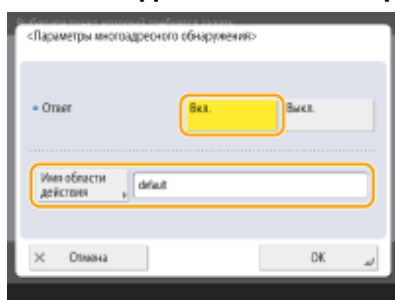 <Параметры многоадресного обнаружения>
Ответ
Вкл.
Выкл.
Имя области
действия
default
Отмена
OK